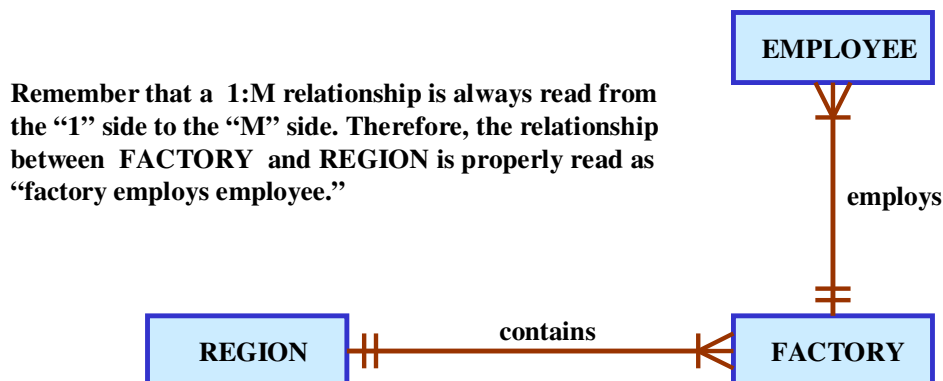 EMPLOYEE
Remember that a 1:M relationship is always read from
the “1” side to the “M” side. Therefore, the relationship
between FACTORY and REGION is properly read as
“factory employs employee.”
employs
contains
REGION
FACTORY